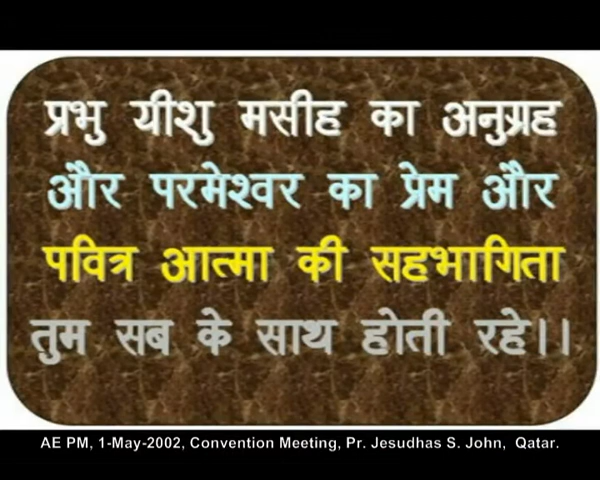 प्रभु यीशु मसीह का अनुग्रह
और परमेश्वर का प्रेम और
पवित्र आत्मा की सहभागिता
तुम सब के साथ होती रहे।।
AE PM, 1-May-2002, Convention Meeting, Pr. Jesudhas S. John, Qatar.